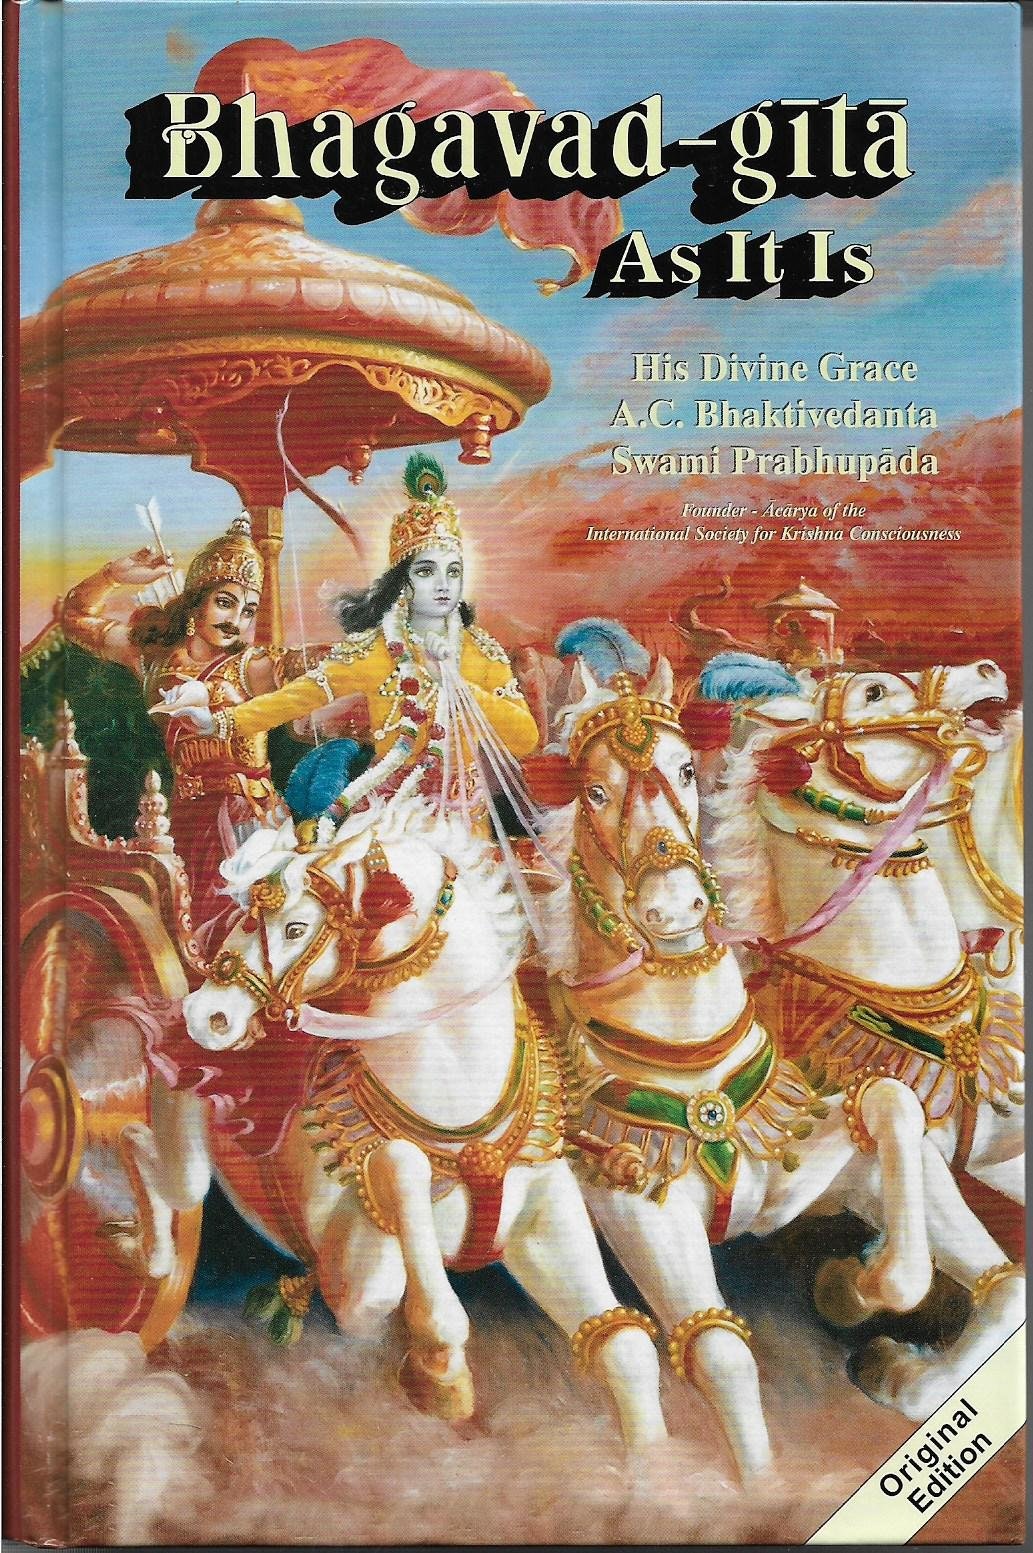 Bhagavad-gītā
As It Is
His Divine Grace
A.C. Bhaktivedanta
Swami Prabhupāda
Founder - Ācārya of the
International Society for Krishna Consciousness
Original
Edition